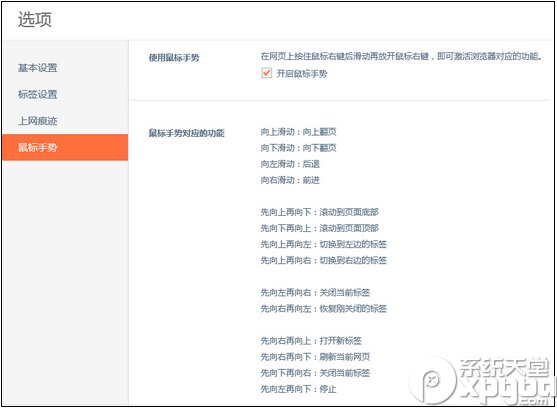 选项
基本设置
标签设置
上网痕迹
鼠标手势
使用鼠标手势
在网页上按住鼠标右键后滑动再放开鼠标右键，即可激活浏览器对应的功能。
开启鼠标手势
鼠标手势对应的功能
向上滑动：向上翻页
向下滑动：向下翻页
向左滑动：后退
向右滑动：前进
先向上再向下：滚动到页面底部
先向下再向上：滚动到页面顶部
先向上再向左：切换到左边的标签
先向上再向右：切换到右边的标签
先向左再向右：关闭当前标签
先向右再向左：恢复刚关闭的标签
先向右再向上：打开新标签
先向右再向下：刷新当前网页
先向下再向右：关闭当前标签
先向左再向下：停止
系统天堂